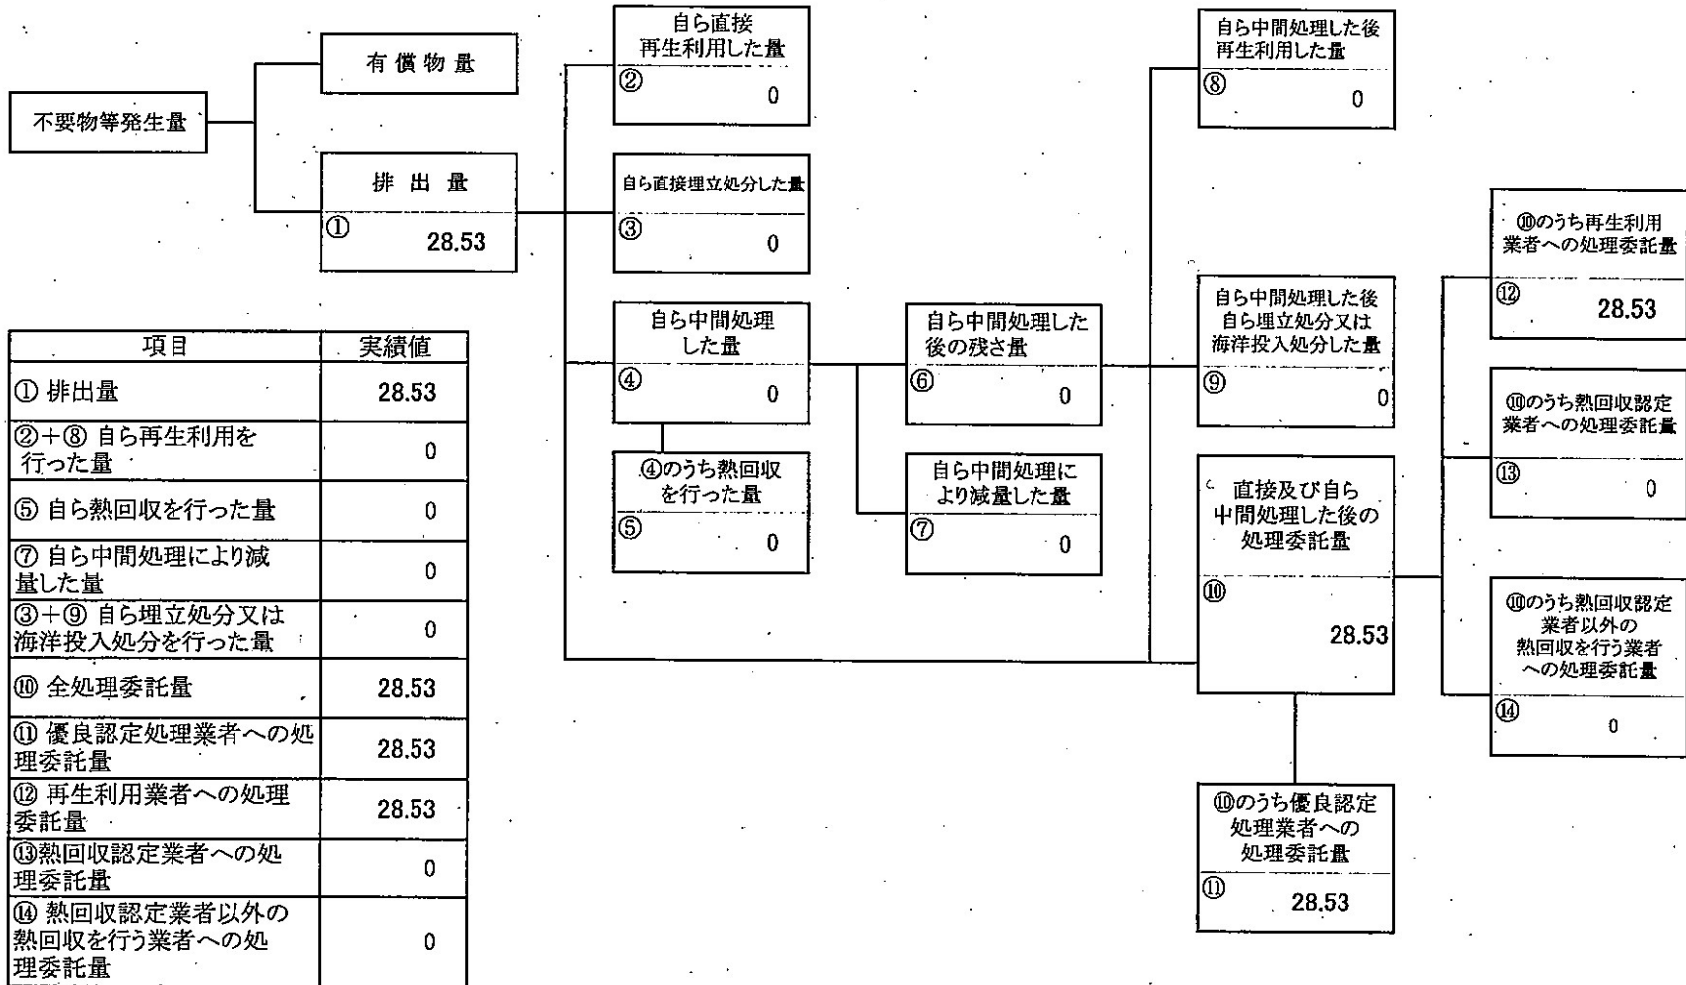 不要物等発生量
有償物量
排出量
①
28.53
自ら直接
再生利用した量
②
0
自ら直接埋立処分した量
③
0
自ら中間処理
した量
④
0
④のうち熱回収
を行った量
⑤
0
自ら中間処理した
後の残さ量
⑥
0
自ら中間処理に
より減量した量
⑦
0
自ら中間処理した後
再生利用した量
⑧
0
自ら中間処理した後
自ら埋立処分又は
海洋投入処分した量
⑨
0
直接及び自ら
中間処理した後の
処理委託量
⑩
28.53
⑩のうち優良認定
処理業者への
処理委託量
⑪
28.53
⑩のうち再生利用
業者への処理委託量
⑫
28.53
⑩のうち熱回収認定
業者への処理委託量
⑬
0
⑩のうち熱回収認定
業者以外の
熱回収を行う業者
への処理委託量
⑭
0
項目 実績値
① 排出量 28.53
②+⑧ 自ら再生利用を
行った量 0
⑤ 自ら熱回収を行った量 0
⑦ 自ら中間処理により減
量した量 0
③+⑨ 自ら埋立処分又は
海洋投入処分を行った量 0
⑩ 全処理委託量 28.53
⑪ 優良認定処理業者への処
理委託量 28.53
⑫ 再生利用業者への処理
委託量 28.53
⑬熱回収認定業者への処
理委託量 0
⑭ 熱回収認定業者以外の
熱回収を行う業者への処
理委託量 0